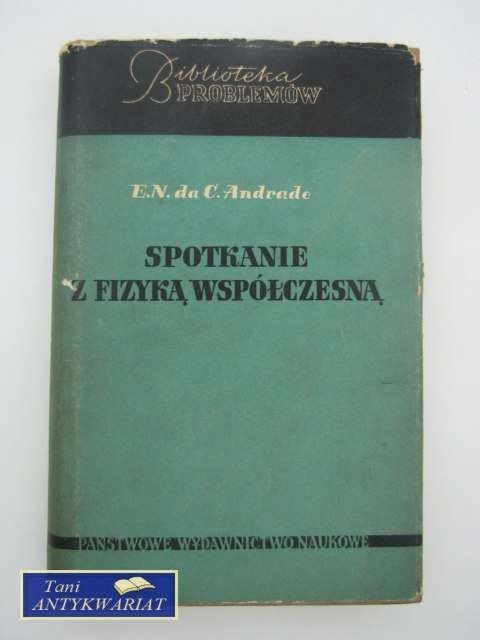 Biblioteka
PROBLEMÓW
E.N. da C. Andrade
SPOTKANIE
Z FIZYKĄ WSPÓŁCZESNĄ
PAŃSTWOWE WYDAWNICTWO NAUKOWE
Tani
ANTYKWARIAT